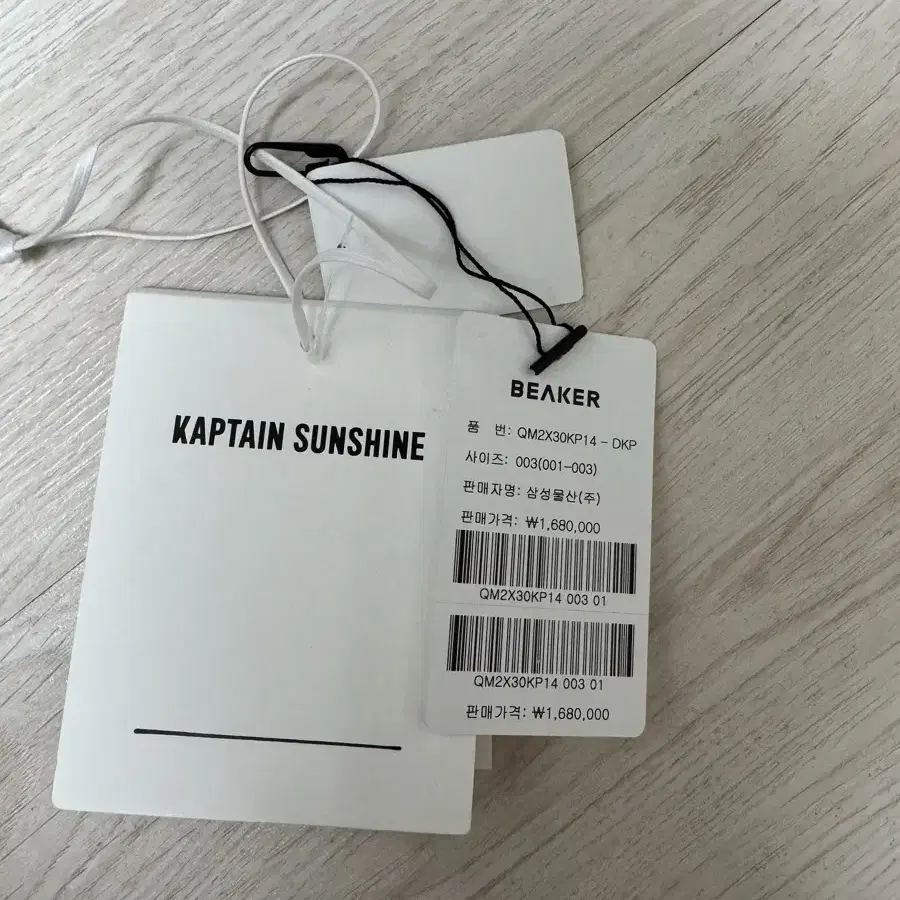 KAPTAIN SUNSHINE
BEAKER
품 번: QM2X30KP14 - DKP
사이즈: 003(001-003)
판매자명: 삼성물산(주)
판매가격: ₩1,680,000
QM2X30KP14 003 01
QM2X30KP14 003 01
판매가격: ₩1,680,000